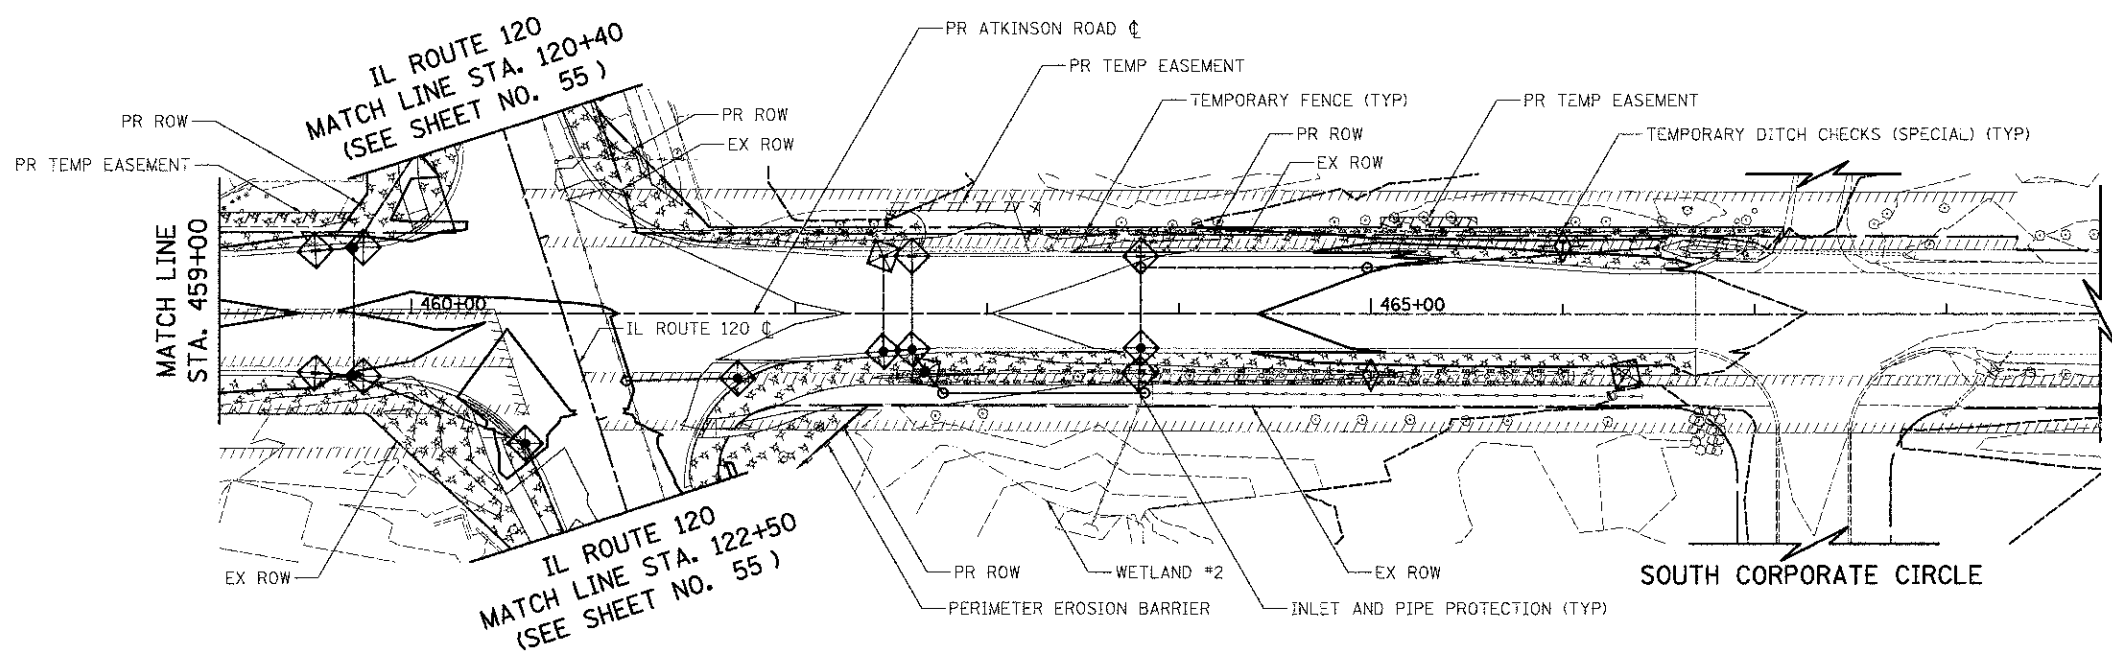 IL ROUTE 120
MATCH LINE STA. 120+40
(SEE SHEET NO. 55 )
PR ATKINSON ROAD ℄
PR TEMP EASEMENT
TEMPORARY FENCE (TYP)
PR TEMP EASEMENT
PR ROW
PR ROW
EX ROW
PR ROW
EX ROW
TEMPORARY DITCH CHECKS (SPECIAL) (TYP)
PR TEMP EASEMENT
MATCH LINE
STA. 459+00
460+00
465+00
IL ROUTE 120 ℄
IL ROUTE 120
MATCH LINE STA. 122+50
(SEE SHEET NO. 55 )
EX ROW
PR ROW
WETLAND #2
EX ROW
SOUTH CORPORATE CIRCLE
PERIMETER EROSION BARRIER
INLET AND PIPE PROTECTION (TYP)